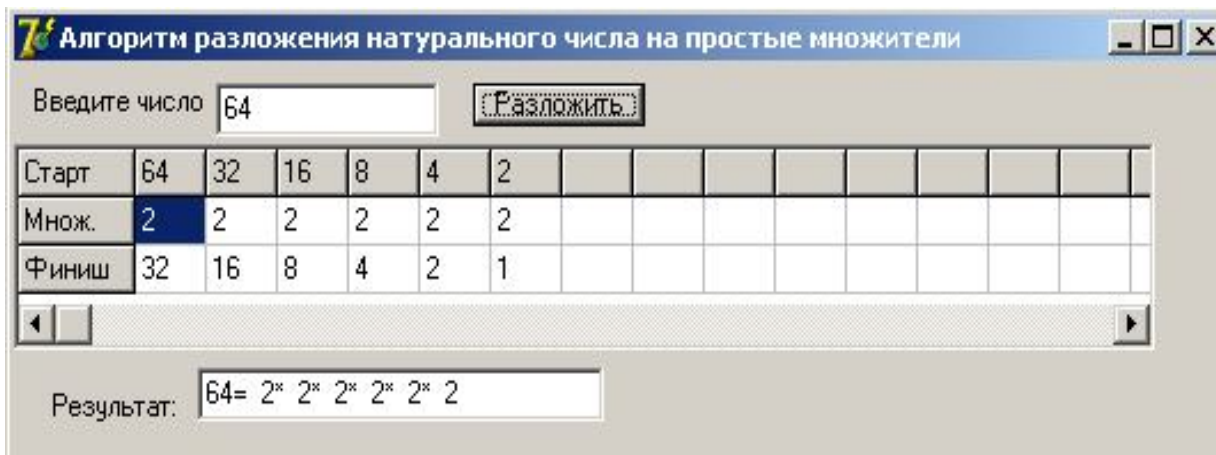 Алгоритм разложения натурального числа на простые множители
Введите число 64 Разложить
Старт 64 32 16 8 4 2
Множ. 2 2 2 2 2 2
Финиш 32 16 8 4 2 1
Результат: 64= 2* 2* 2* 2* 2* 2